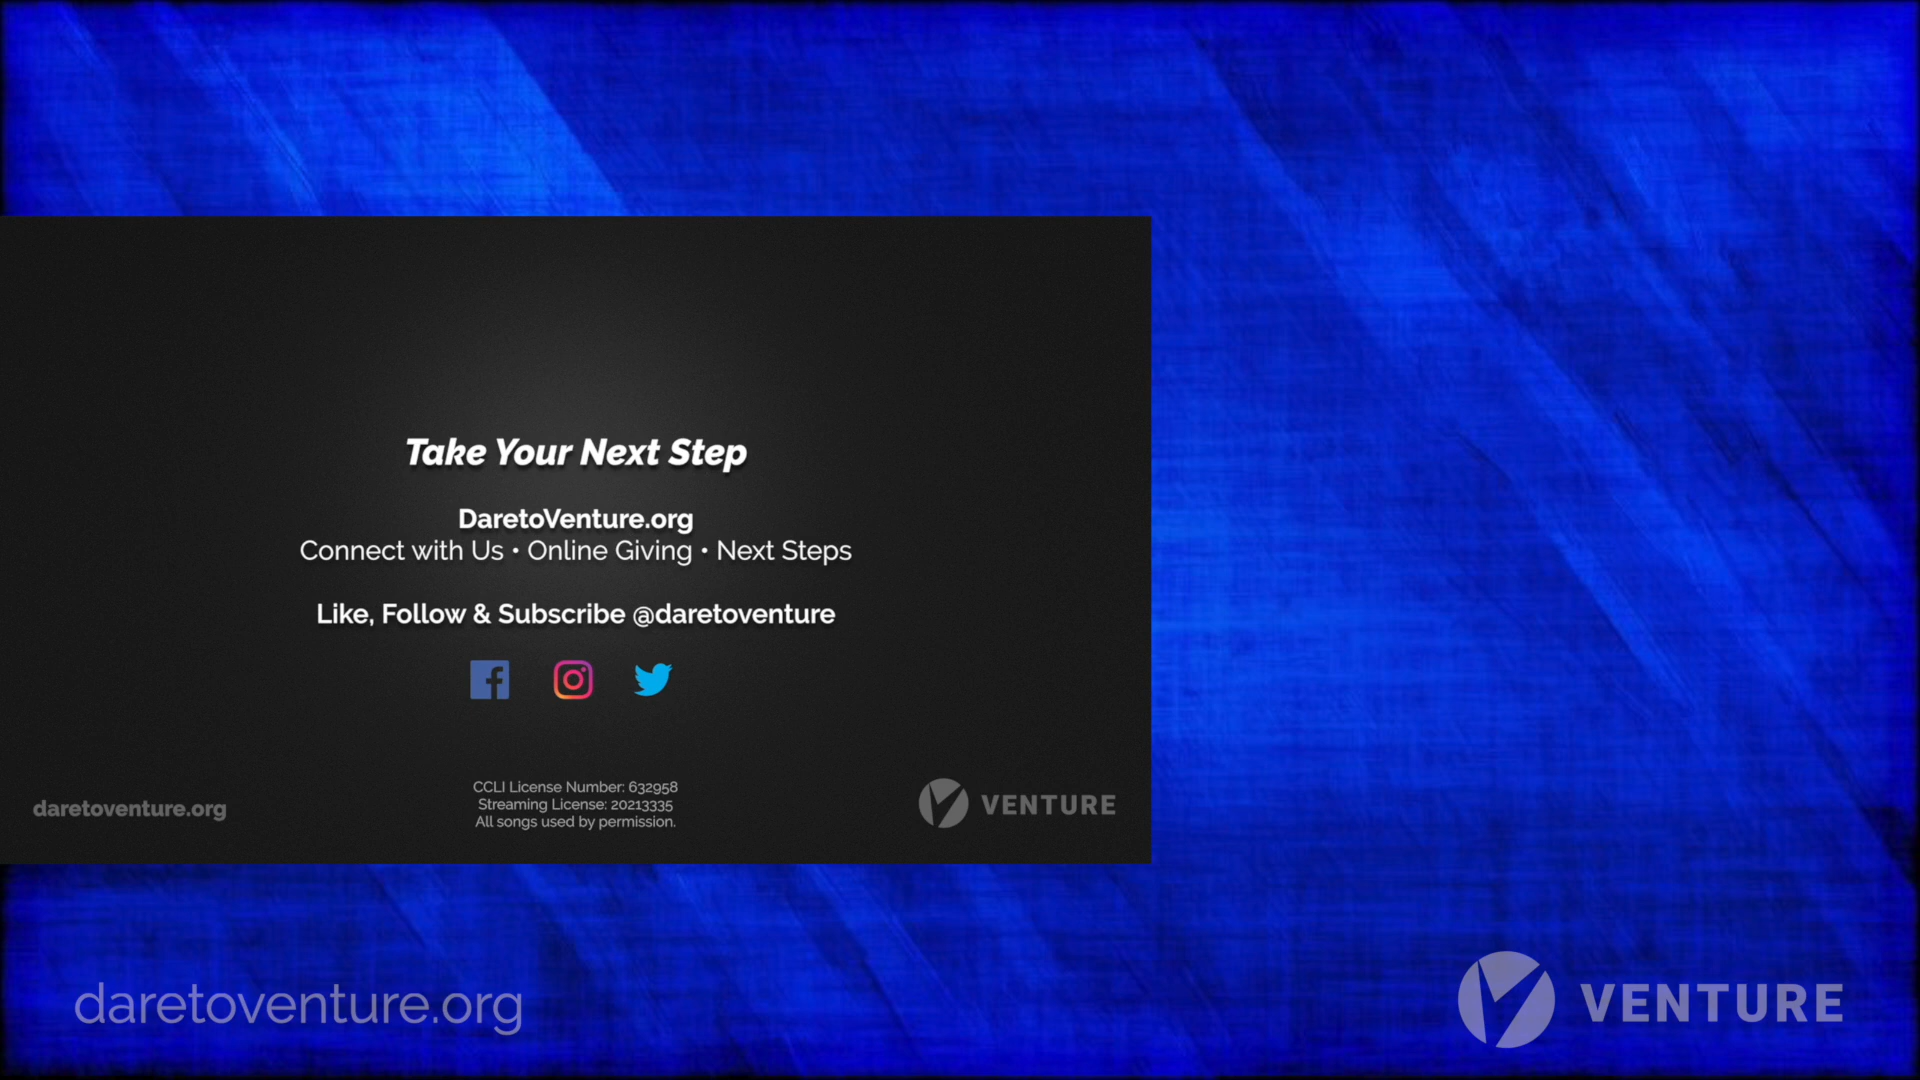 Take Your Next Step
DaretoVenture.org
Connect with Us • Online Giving • Next Steps
Like, Follow & Subscribe @daretoventure
CCLI License Number: 632958
Streaming License: 20213335
All songs used by permission.
daretoventure.org
VENTURE
daretoventure.org
VENTURE